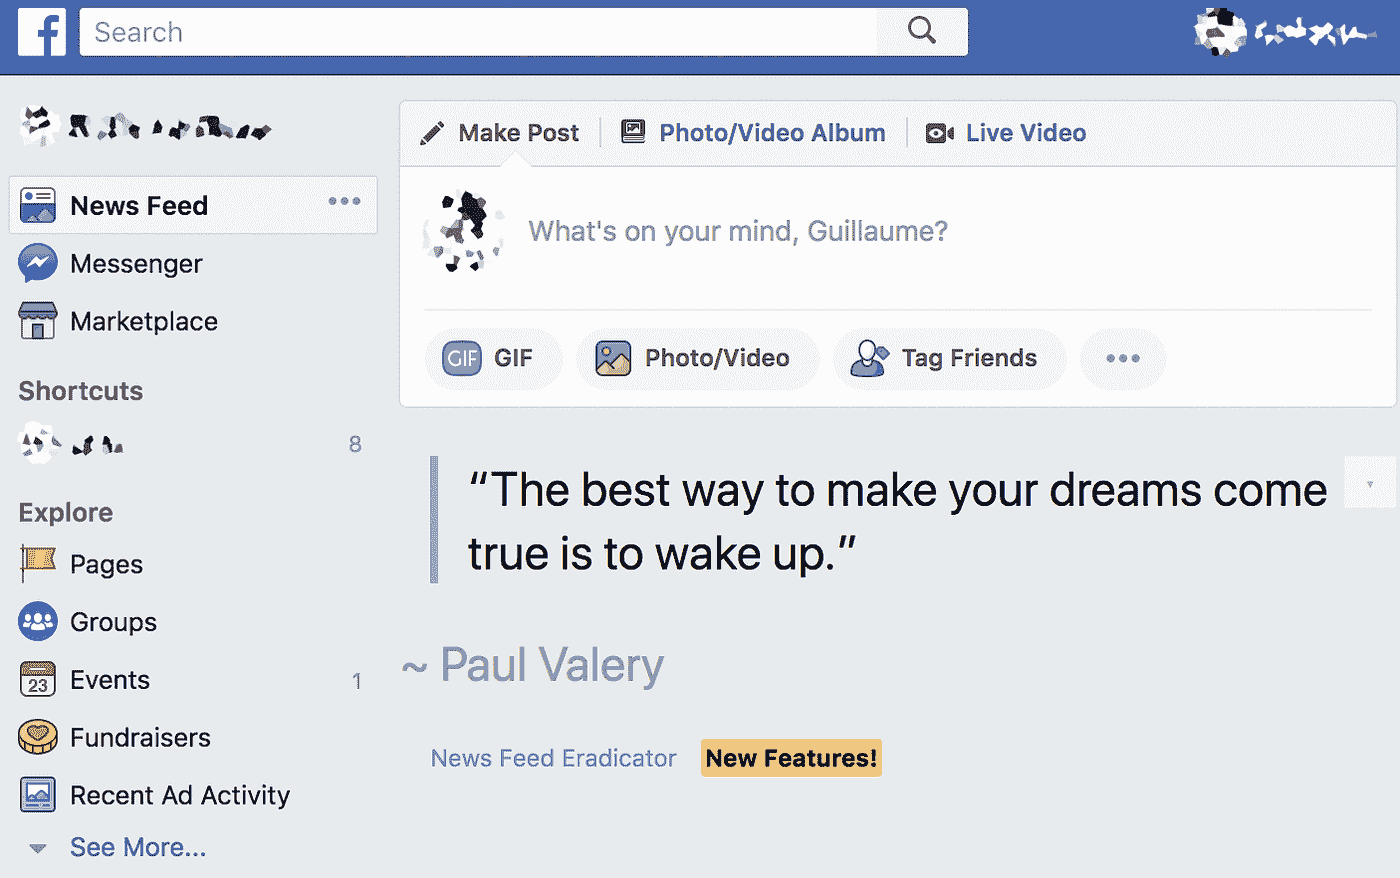 Search
News Feed
Messenger
Marketplace
Shortcuts
8
Explore
Pages
Groups
23
Events
1
Fundraisers
Recent Ad Activity
See More...
Make Post
Photo/Video Album
Live Video
What's on your mind, Guillaume?
GIF
GIF
Photo/Video
Tag Friends
“The best way to make your dreams come
true is to wake up.”
~ Paul Valery
News Feed Eradicator
New Features!